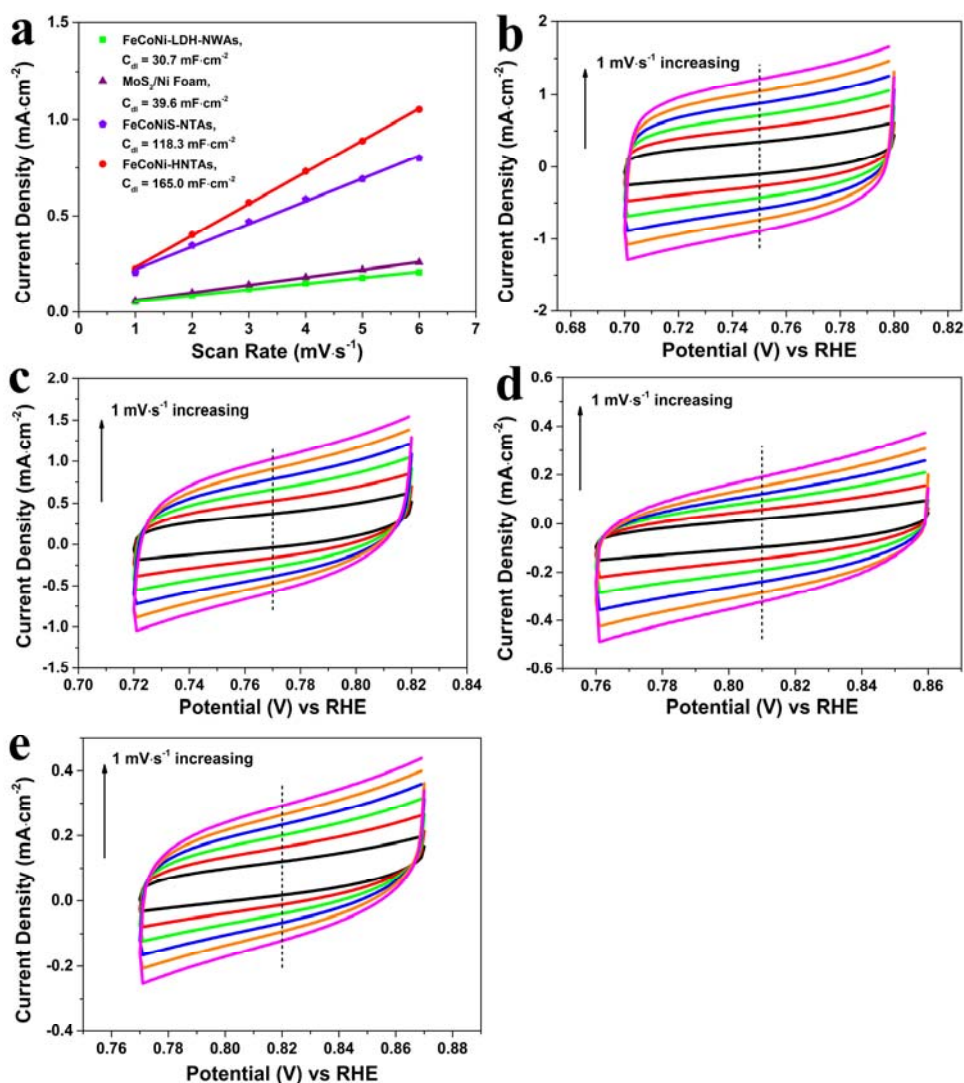 a
1.0
0.5
0.0
0 1 2 3 4 5 6 7
Current Density (mA·cm⁻²)
Scan Rate (mV·s⁻¹)
FeCoNi-LDH-NWAs,
C_dl = 30.7 mF·cm⁻²
MoS₂/Ni Foam,
C_dl = 39.6 mF·cm⁻²
FeCoNiS-NTAs,
C_dl = 118.3 mF·cm⁻²
FeCoNi-HNTAs,
C_dl = 165.0 mF·cm⁻²
b
2
1
0
-1
-2
0.68 0.70 0.72 0.74 0.76 0.78 0.80 0.82
Current Density (mA·cm⁻²)
Potential (V) vs RHE
1 mV·s⁻¹ increasing
c
2.0
1.5
1.0
0.5
0.0
-0.5
-1.0
-1.5
0.70 0.72 0.74 0.76 0.78 0.80 0.82 0.84
Current Density (mA·cm⁻²)
Potential (V) vs RHE
1 mV·s⁻¹ increasing
d
0.6
0.4
0.2
0.0
-0.2
-0.4
-0.6
0.76 0.78 0.80 0.82 0.84 0.86
Current Density (mA·cm⁻²)
Potential (V) vs RHE
1 mV·s⁻¹ increasing
e
0.4
0.2
0.0
-0.2
-0.4
0.76 0.78 0.80 0.82 0.84 0.86 0.88
Current Density (mA·cm⁻²)
Potential (V) vs RHE
1 mV·s⁻¹ increasing